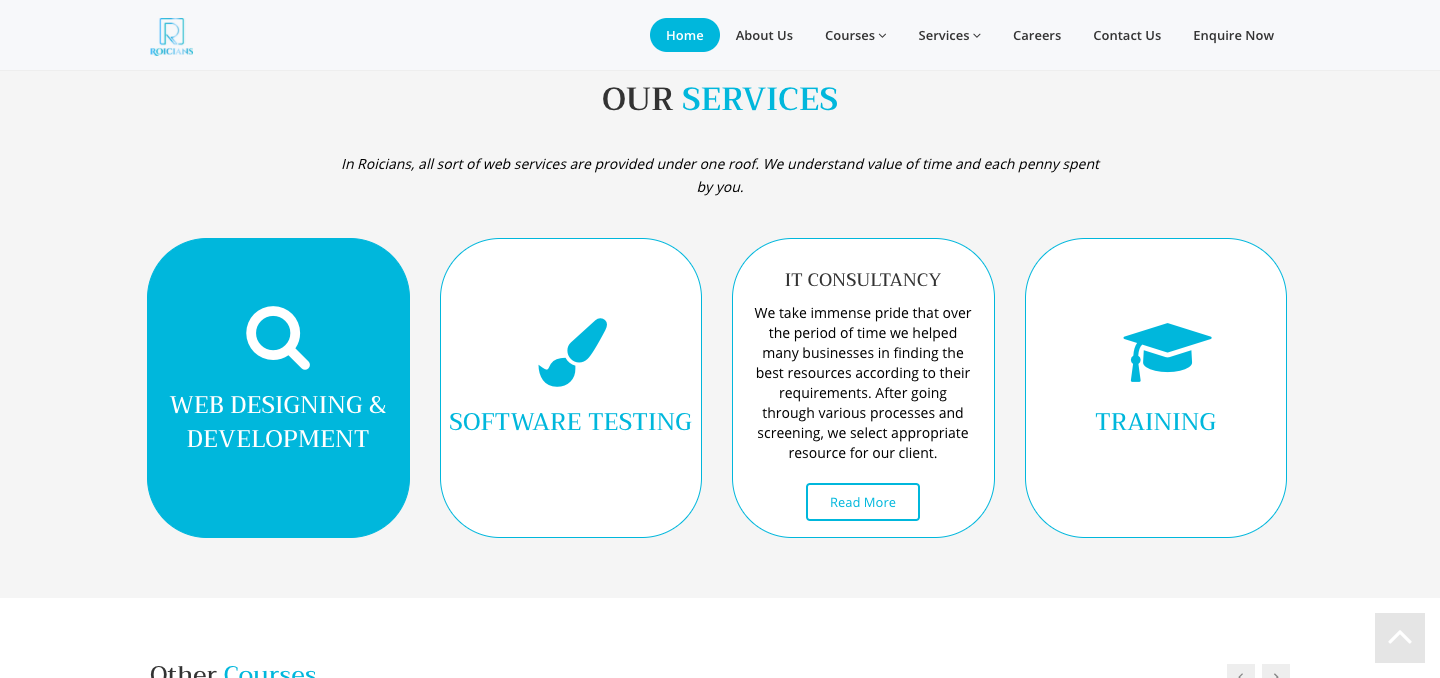 ROICIANS
Home
About Us
Courses
Services
Careers
Contact Us
Enquire Now
OUR SERVICES
In Roicians, all sort of web services are provided under one roof. We understand value of time and each penny spent
by you.
WEB DESIGNING &
DEVELOPMENT
SOFTWARE TESTING
IT CONSULTANCY
We take immense pride that over
the period of time we helped
many businesses in finding the
best resources according to their
requirements. After going
through various processes and
screening, we select appropriate
resource for our client.
Read More
TRAINING
Other Courses